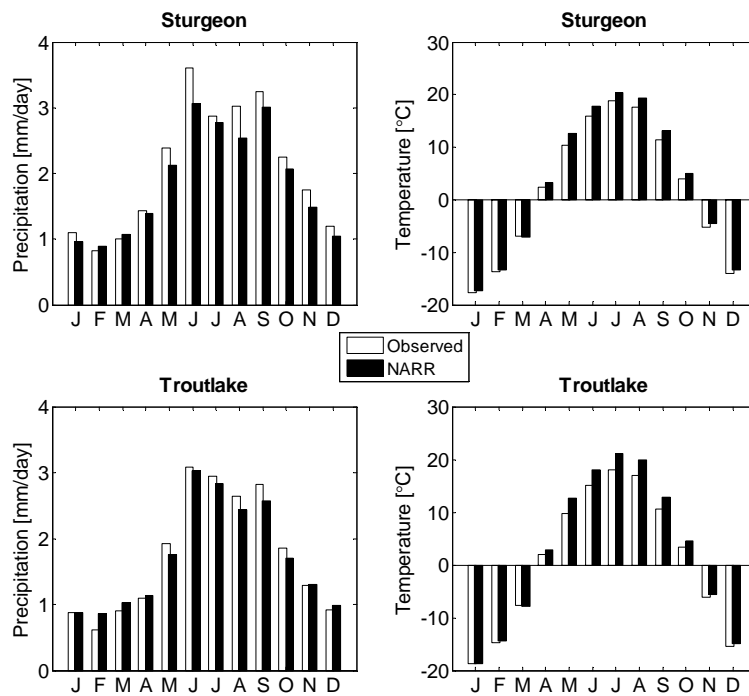 Sturgeon
Precipitation [mm/day]
4
3
2
1
0
J F M A M J J A S O N D
Sturgeon
Temperature [°C]
30
20
10
0
-10
-20
J F M A M J J A S O N D
Observed
NARR
Troutlake
Precipitation [mm/day]
4
3
2
1
0
J F M A M J J A S O N D
Troutlake
Temperature [°C]
30
20
10
0
-10
-20
J F M A M J J A S O N D